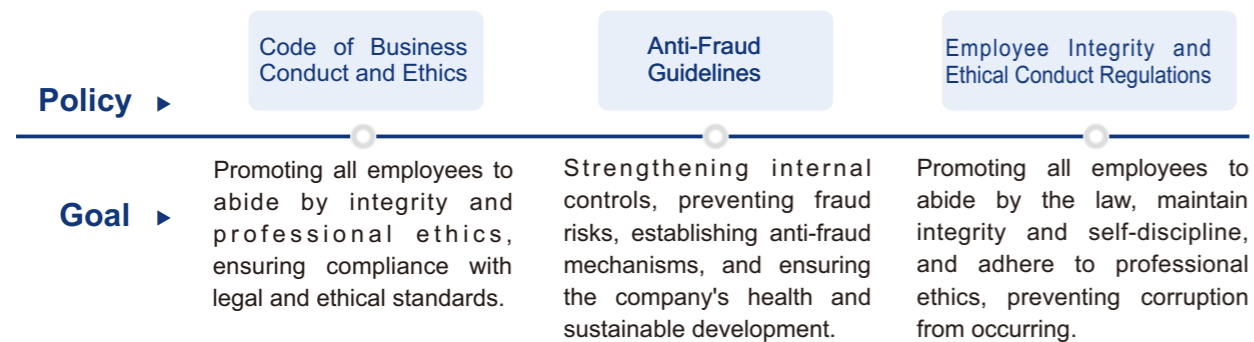 Policy
Code of Business
Conduct and Ethics
Anti-Fraud
Guidelines
Employee Integrity and
Ethical Conduct Regulations
Goal
Promoting all employees to
abide by integrity and
professional ethics,
ensuring compliance with
legal and ethical standards.
Strengthening internal
controls, preventing fraud
risks, establishing anti-fraud
mechanisms, and ensuring
the company's health and
sustainable development.
Promoting all employees to
abide by the law, maintain
integrity and self-discipline,
and adhere to professional
ethics, preventing corruption
from occurring.